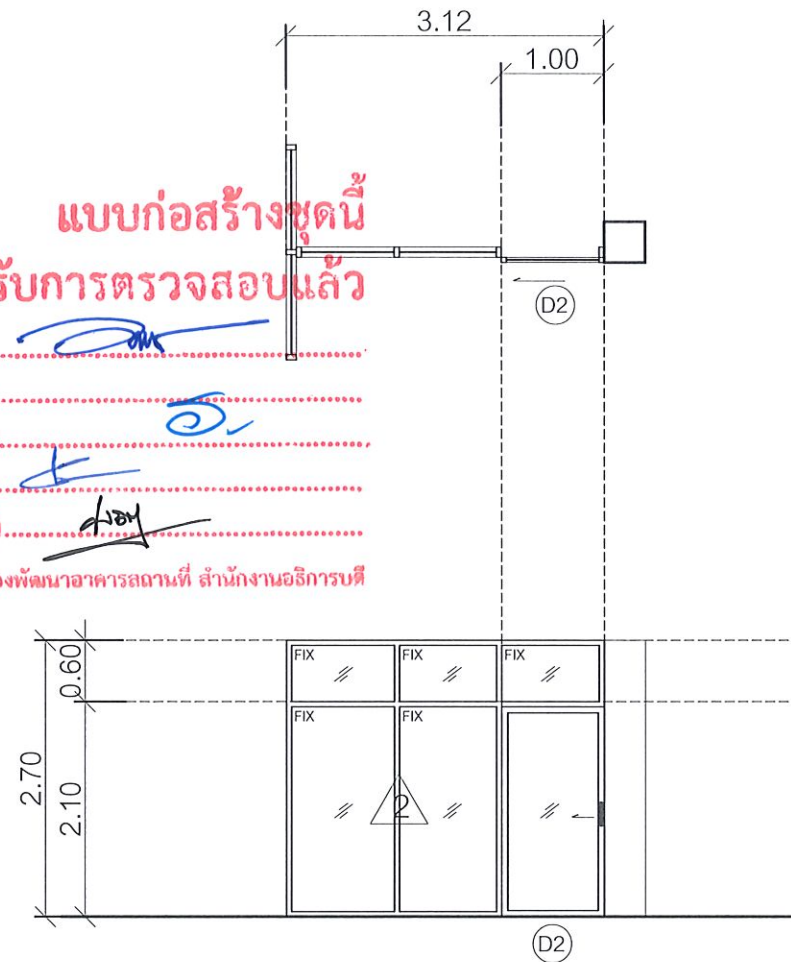 3.12
1.00
แบบก่อสร้างชุดนี้
รับการตรวจสอบแล้ว
D2
พัฒนาอาคารสถานที่ สำนักงานอธิการบดี
0.60
2.70
2.10
FIX FIX FIX
FIX FIX
2
D2